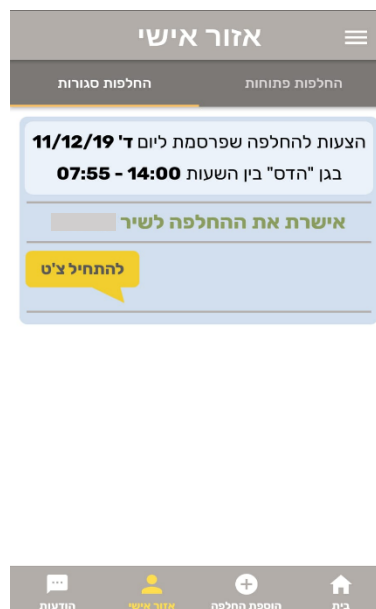 אזור אישי
החלפות פתוחות
החלפות סגורות
הצעות להחלפה שפרסמת ליום ד' 11/12/19
בגן "הדס" בין השעות 14:00 - 07:55
אישרת את ההחלפה לשיר
להתחיל צ'ט
בית
הוספת החלפה
אזור אישי
הודעות